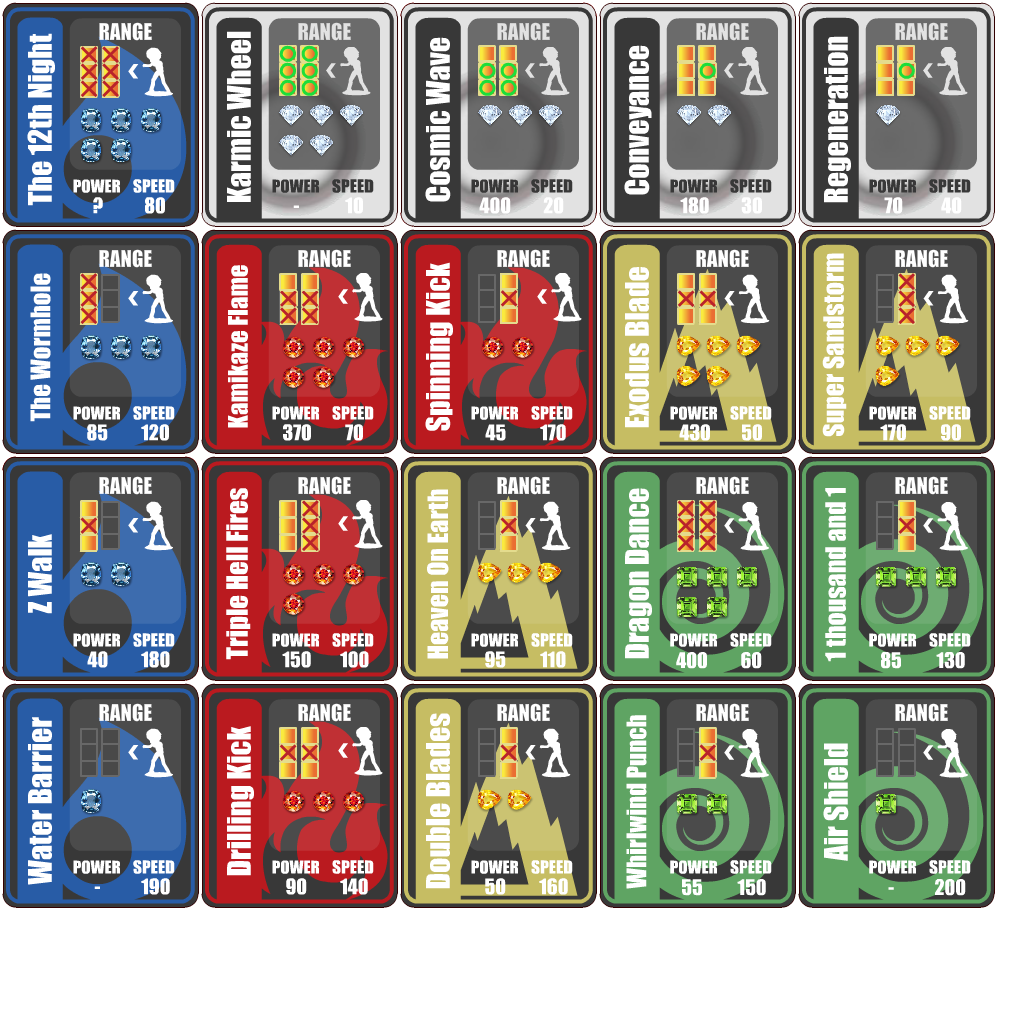 The 12th Night
RANGE
POWER SPEED
? 80
Karmic Wheel
RANGE
POWER SPEED
- 10
Cosmic Wave
RANGE
POWER SPEED
400 20
Conveyance
RANGE
POWER SPEED
180 30
Regeneration
RANGE
POWER SPEED
70 40
The Wormhole
RANGE
POWER SPEED
85 120
Kamikaze Flame
RANGE
POWER SPEED
370 70
Spinning Kick
RANGE
POWER SPEED
45 170
Exodus Blade
RANGE
POWER SPEED
430 50
Super Sandstorm
RANGE
POWER SPEED
170 90
Z Walk
RANGE
POWER SPEED
40 180
Triple Hell Fires
RANGE
POWER SPEED
150 100
Heaven On Earth
RANGE
POWER SPEED
95 110
Dragon Dance
RANGE
POWER SPEED
400 60
1 thousand and 1
RANGE
POWER SPEED
85 130
Water Barrier
RANGE
POWER SPEED
- 190
Drilling Kick
RANGE
POWER SPEED
90 140
Double Blades
RANGE
POWER SPEED
50 160
Whirlwind Punch
RANGE
POWER SPEED
55 150
Air Shield
RANGE
POWER SPEED
- 200